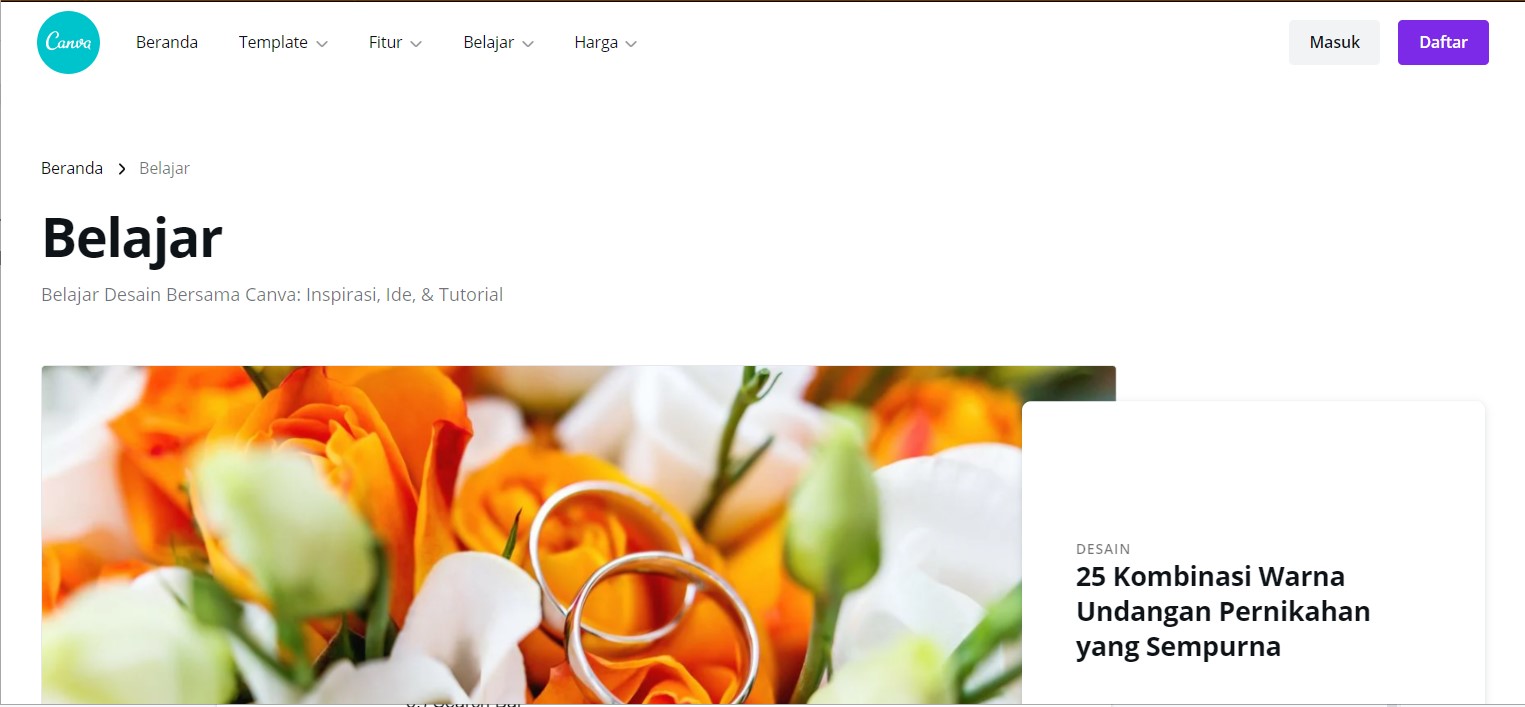 Canva
Beranda
Template
Fitur
Belajar
Harga
Masuk
Daftar
Beranda > Belajar
Belajar
Belajar Desain Bersama Canva: Inspirasi, Ide, & Tutorial
DESAIN
25 Kombinasi Warna
Undangan Pernikahan
yang Sempurna